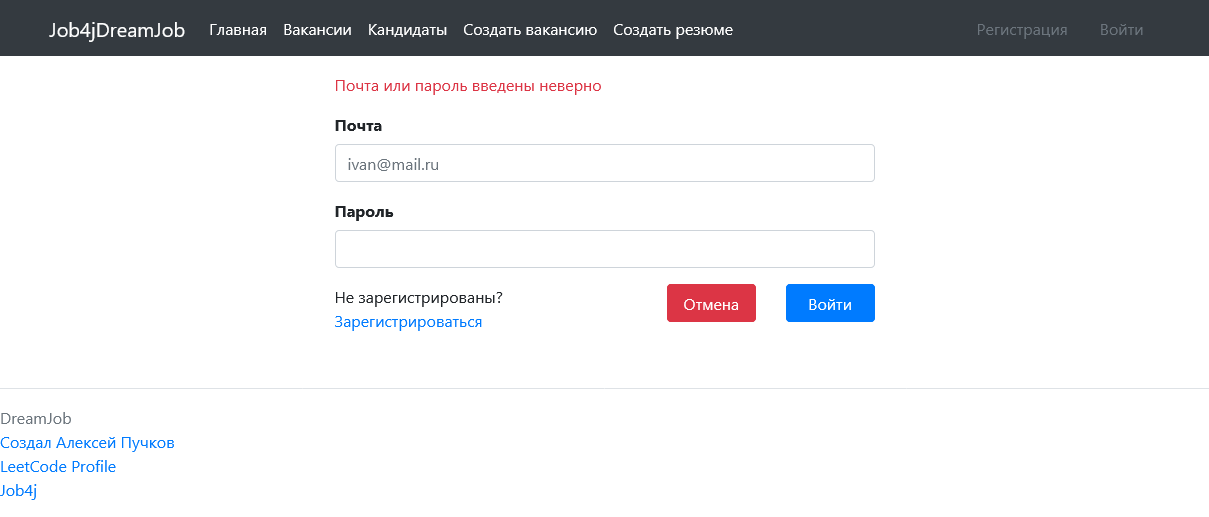 Job4jDreamJob Главная Вакансии Кандидаты Создать вакансию Создать резюме Регистрация Войти
Почта или пароль введены неверно
Почта
ivan@mail.ru
Пароль
Не зарегистрированы?
Зарегистрироваться
Отмена Войти
DreamJob
Создал Алексей Пучков
LeetCode Profile
Job4j